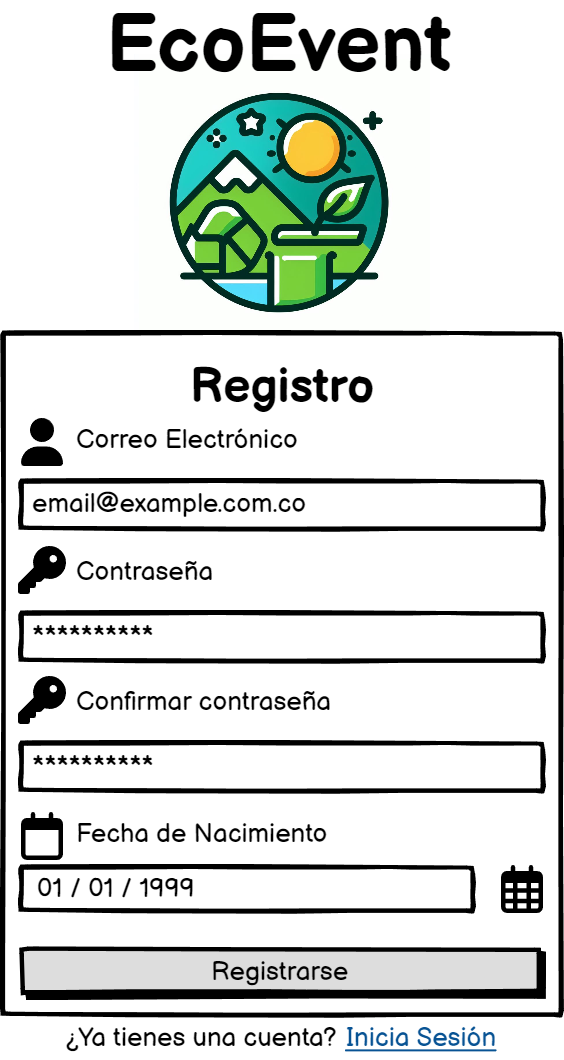 EcoEvent
Registro
Correo Electrónico
email@example.com.co
Contraseña
**********
Confirmar contraseña
**********
Fecha de Nacimiento
01 / 01 / 1999
Registrarse
¿Ya tienes una cuenta? Inicia Sesión